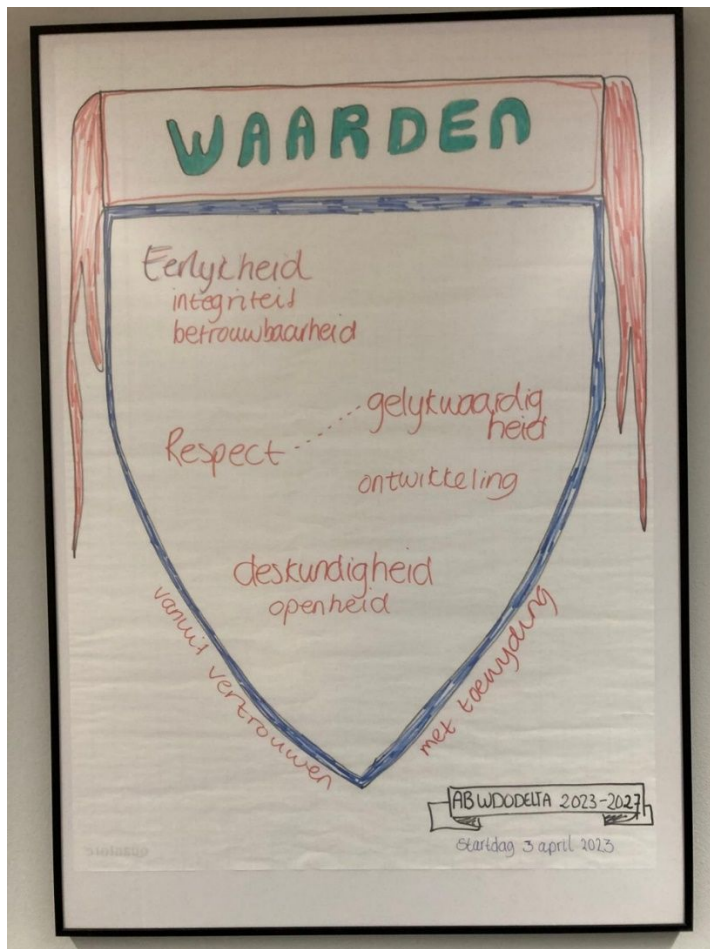 WAARDEN
Eerlykheid
integriteit
betrouwbaarheid
gelykwaardig
heid
Respect
ontwikkeling
deskundigheid
openheid
vanuit vertrouwen
met toewyding
AB WDODELTA 2023-2027
Startdag 3 april 2023